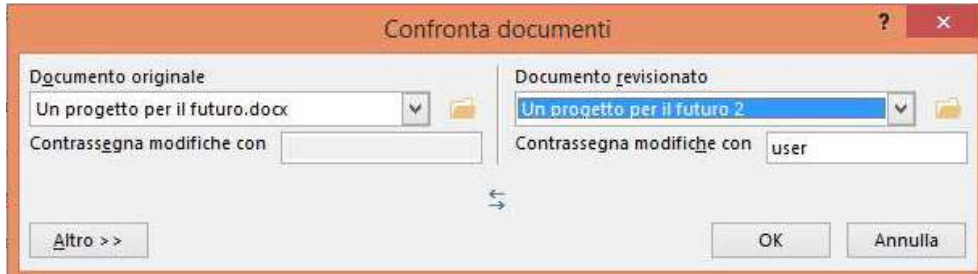 Confronta documenti
?
×
Documento originale
Documento revisionato
Un progetto per il futuro.docx
Un progetto per il futuro 2
Contrassegna modifiche con
Contrassegna modifiche con
user
Altro >>
OK
Annulla